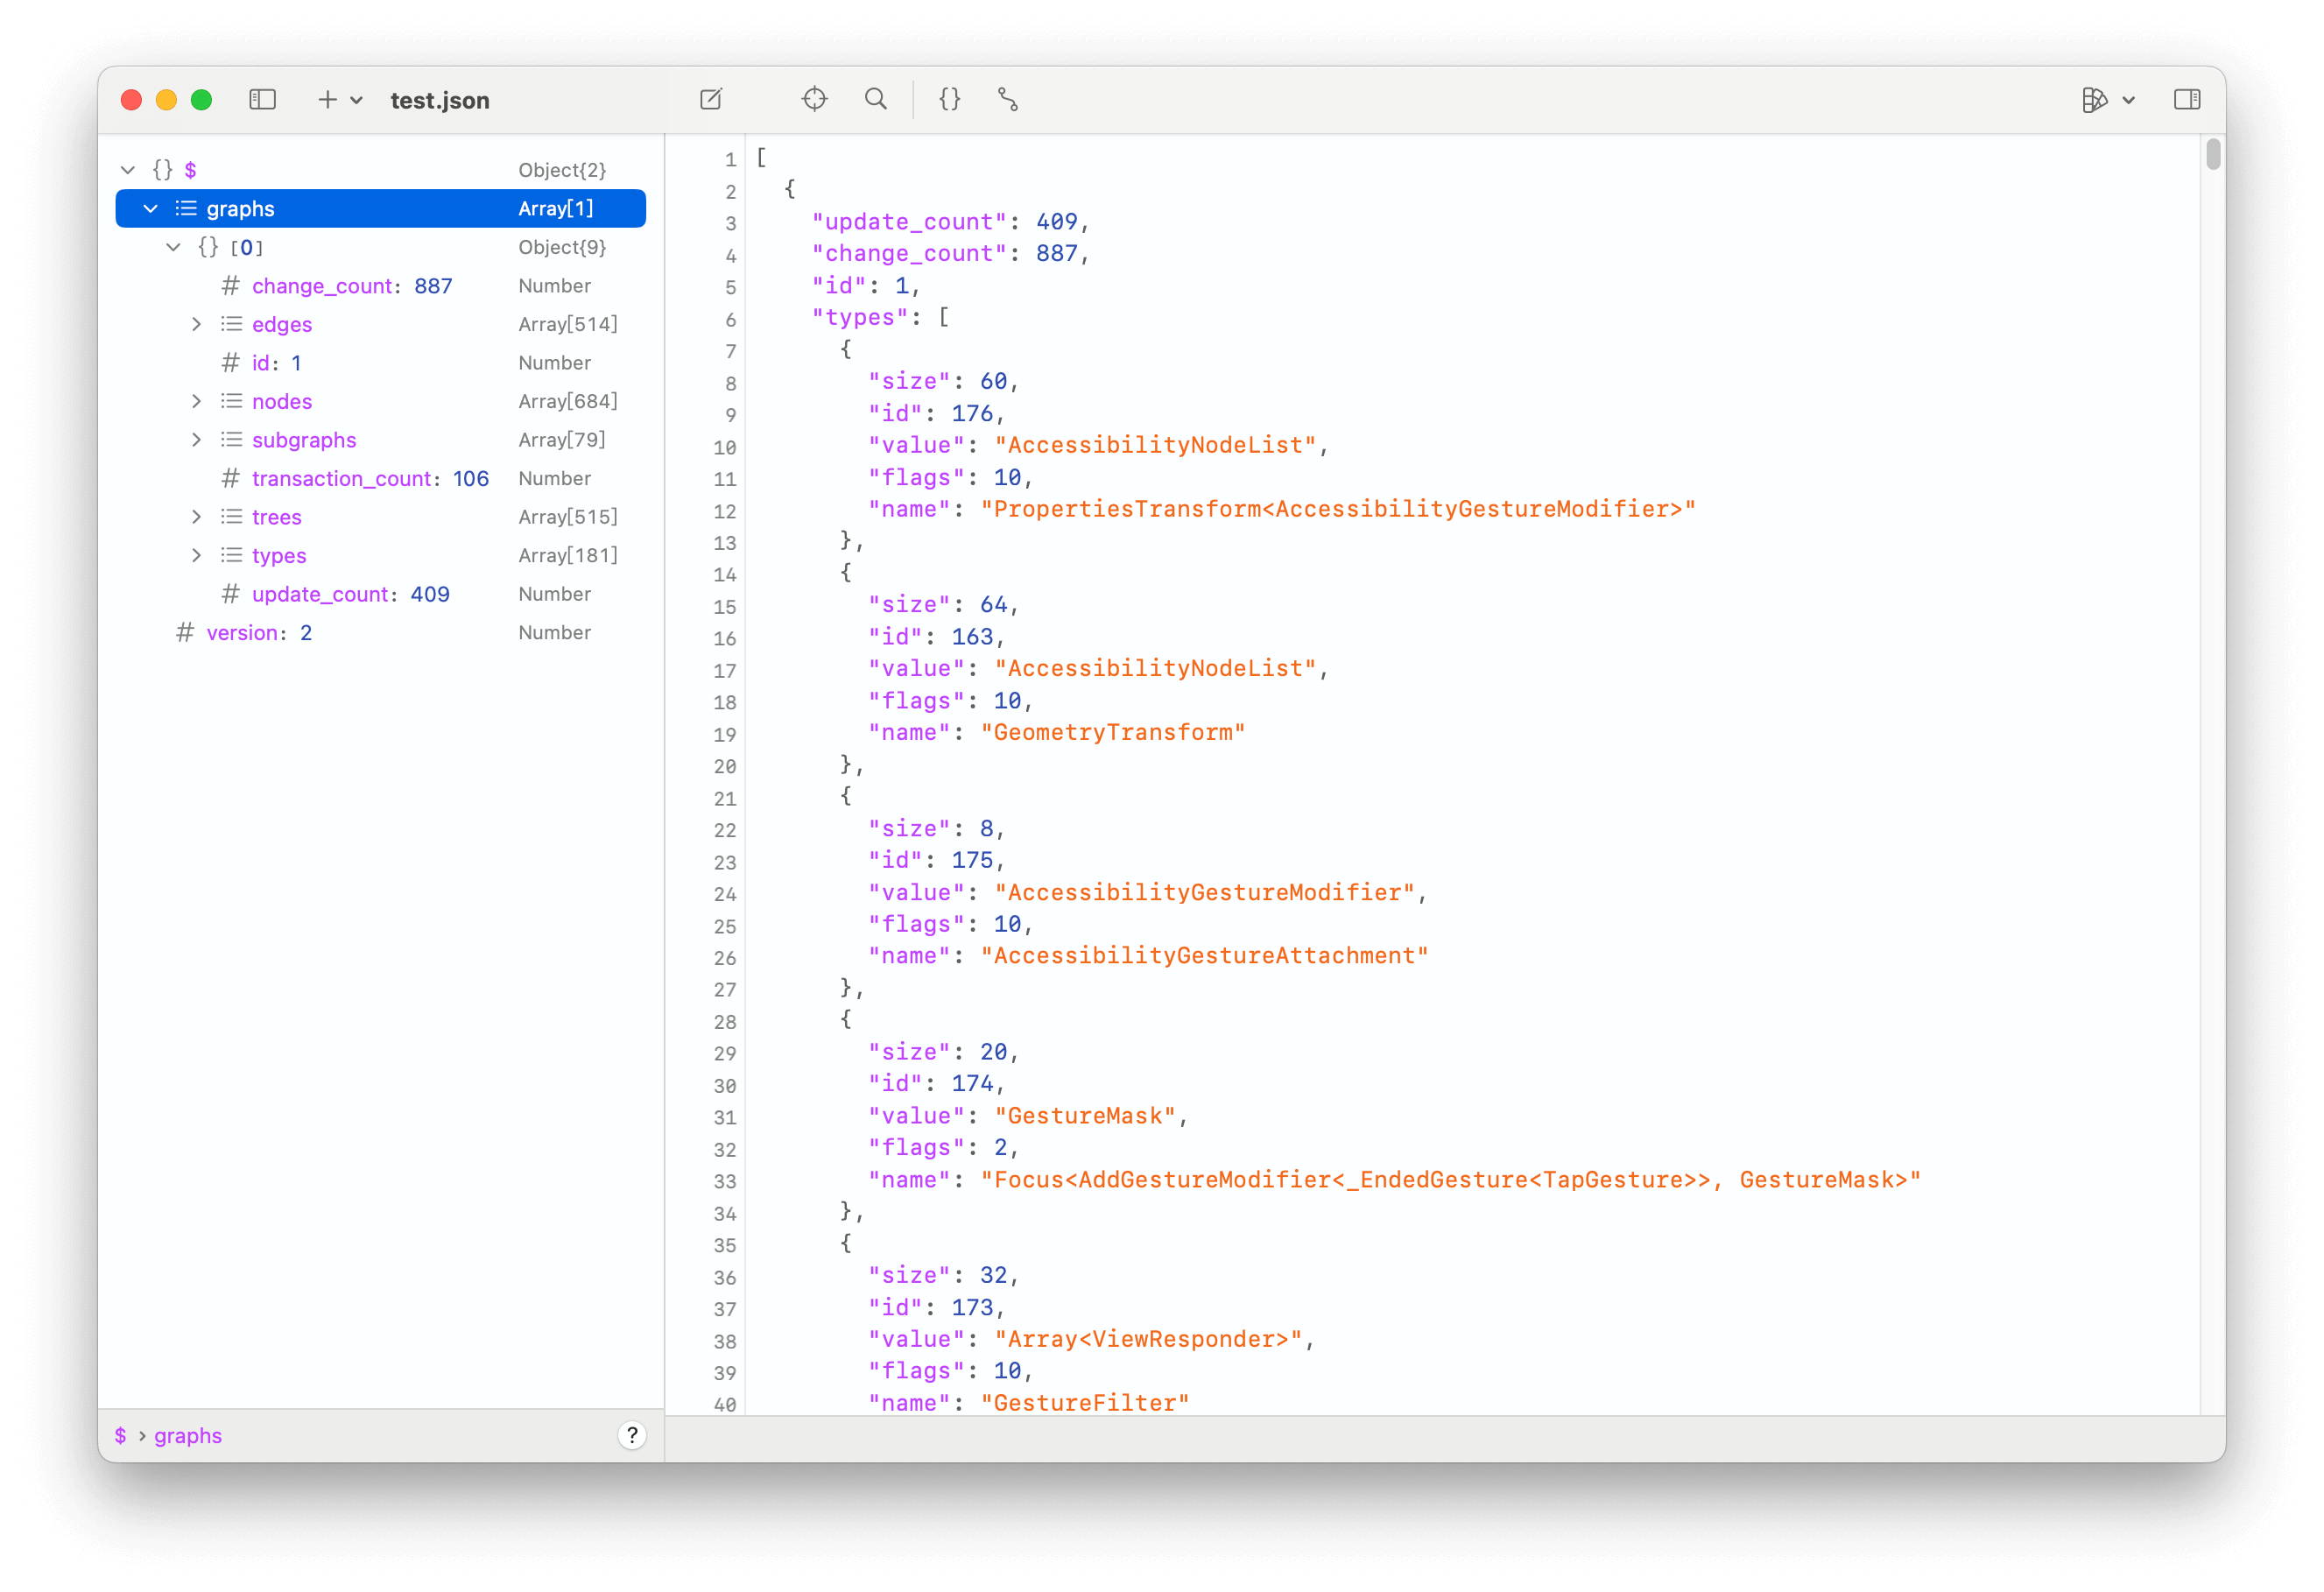 test.json
{} $ Object{2}
graphs Array[1]
{} [0] Object{9}
# change_count: 887 Number
edges Array[514]
# id: 1 Number
nodes Array[684]
subgraphs Array[79]
# transaction_count: 106 Number
trees Array[515]
types Array[181]
# update_count: 409 Number
# version: 2 Number
$ › graphs ?
{}
1 [
2 {
3 "update_count": 409,
4 "change_count": 887,
5 "id": 1,
6 "types": [
7 {
8 "size": 60,
9 "id": 176,
10 "value": "AccessibilityNodeList",
11 "flags": 10,
12 "name": "PropertiesTransform<AccessibilityGestureModifier>"
13 },
14 {
15 "size": 64,
16 "id": 163,
17 "value": "AccessibilityNodeList",
18 "flags": 10,
19 "name": "GeometryTransform"
20 },
21 {
22 "size": 8,
23 "id": 175,
24 "value": "AccessibilityGestureModifier",
25 "flags": 10,
26 "name": "AccessibilityGestureAttachment"
27 },
28 {
29 "size": 20,
30 "id": 174,
31 "value": "GestureMask",
32 "flags": 2,
33 "name": "Focus<AddGestureModifier<_EndedGesture<TapGesture>>, GestureMask>"
34 },
35 {
36 "size": 32,
37 "id": 173,
38 "value": "Array<ViewResponder>",
39 "flags": 10,
40 "name": "GestureFilter"